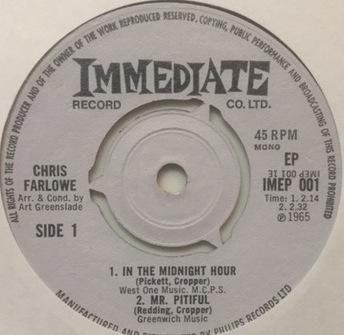 ALL RIGHTS OF THE RECORD PRODUCER AND OF THE OWNER OF THE WORK REPRODUCED RESERVED, COPYING, PUBLIC PERFORMANCE AND BROADCASTING OF THIS RECORD PROHIBITED
IMMEDIATE
RECORD CO. LTD.
45 RPM
MONO
EP
IMEP 001 1E
IMEP 001
CHRIS
FARLOWE
Arr. & Cond. by
Art Greenslade
Time: 1. 2.14
2. 2.32
℗ 1965
SIDE 1
1. IN THE MIDNIGHT HOUR
(Pickett, Cropper)
West One Music. M.C.P.S.
2. MR. PITIFUL
(Redding, Cropper)
Greenwich Music
MANUFACTURED AND BY PHILIPS RECORDS LTD